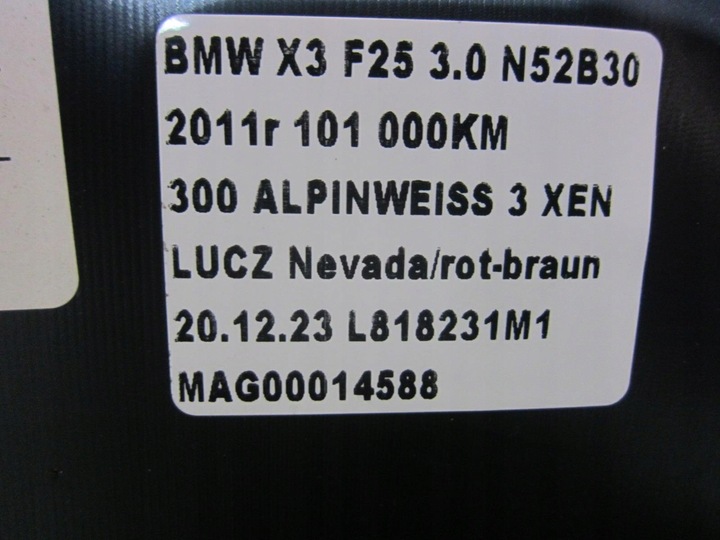 BMW X3 F25 3.0 N52B30
2011r 101 000KM
300 ALPINWEISS 3 XEN
LUCZ Nevada/rot-braun
20.12.23 L818231M1
MAG00014588